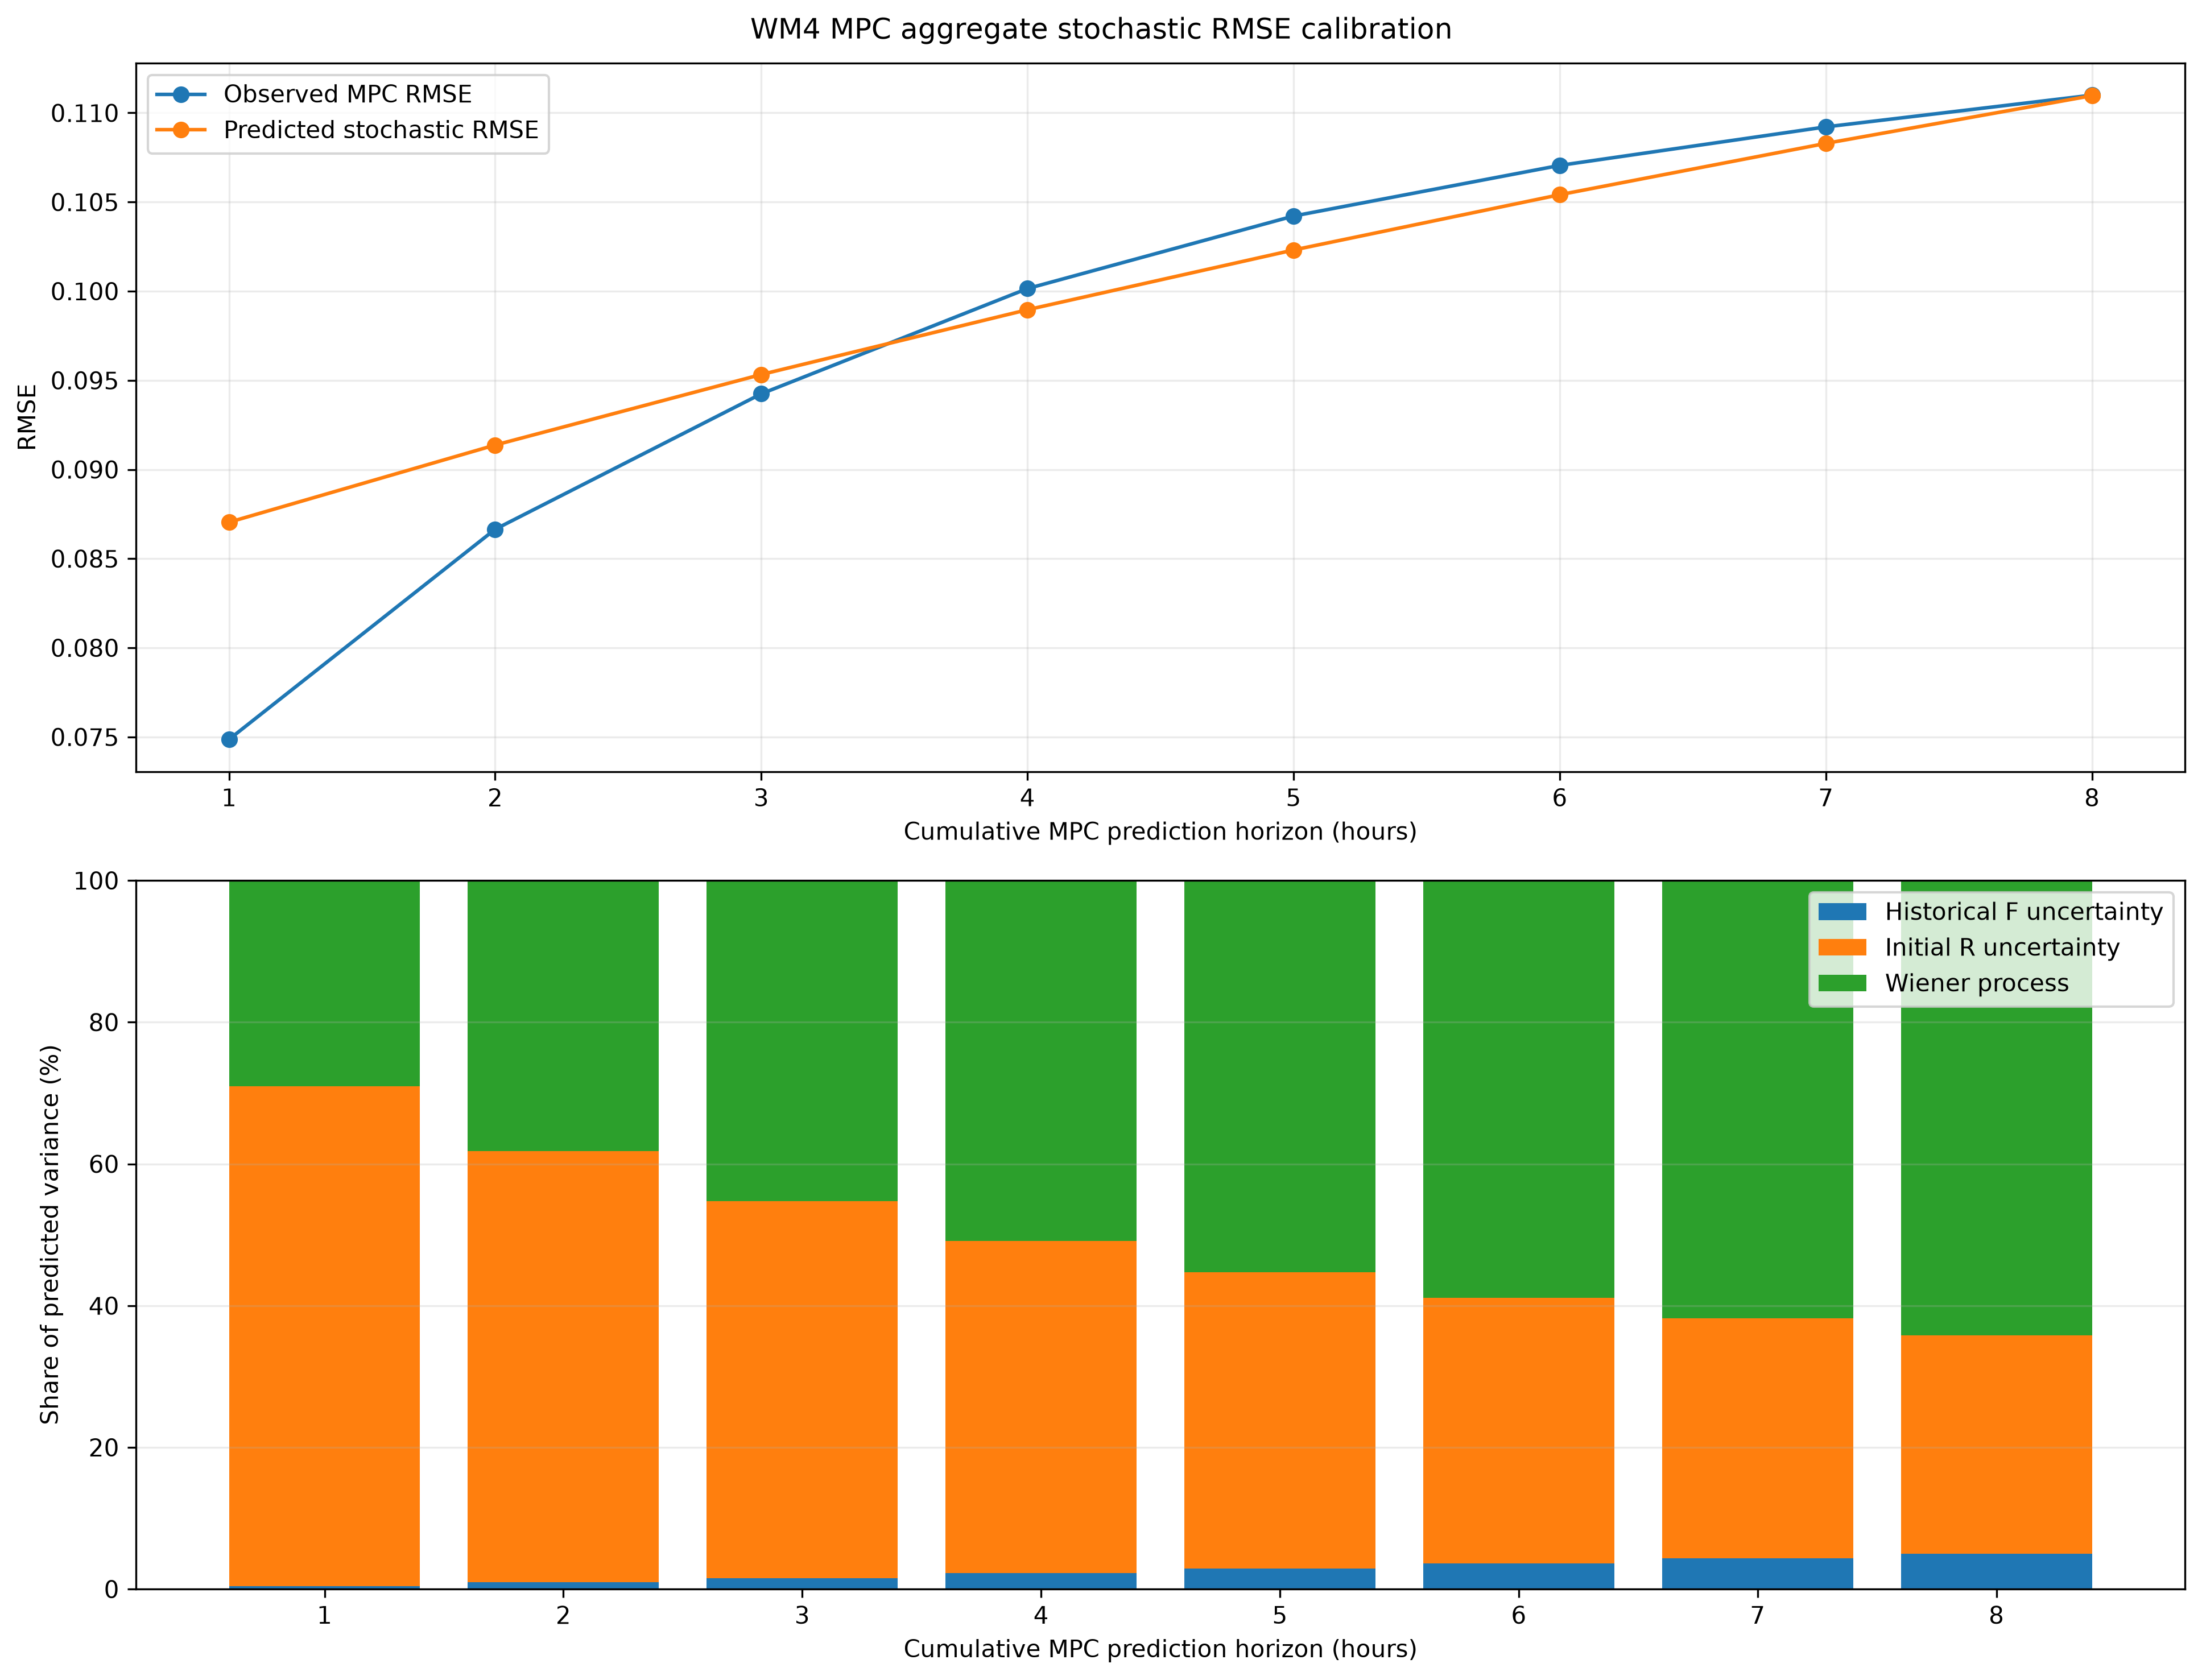 WM4 MPC aggregate stochastic RMSE calibration
Observed MPC RMSE
Predicted stochastic RMSE
RMSE
0.110
0.105
0.100
0.095
0.090
0.085
0.080
0.075
1 2 3 4 5 6 7 8
Cumulative MPC prediction horizon (hours)
Historical F uncertainty
Initial R uncertainty
Wiener process
Share of predicted variance (%)
100
80
60
40
20
0
1 2 3 4 5 6 7 8
Cumulative MPC prediction horizon (hours)